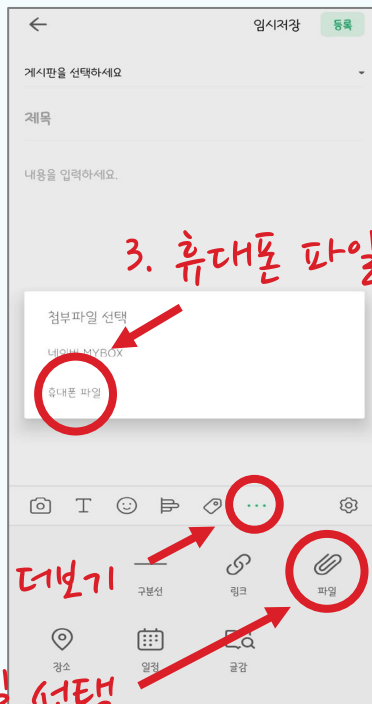 임시저장 등록
게시판을 선택하세요
제목
내용을 입력하세요.
3. 휴대폰 파일
첨부파일 선택
네이버 MYBOX
휴대폰 파일
더보기
구분선 링크 파일
장소 일정 글감
선택